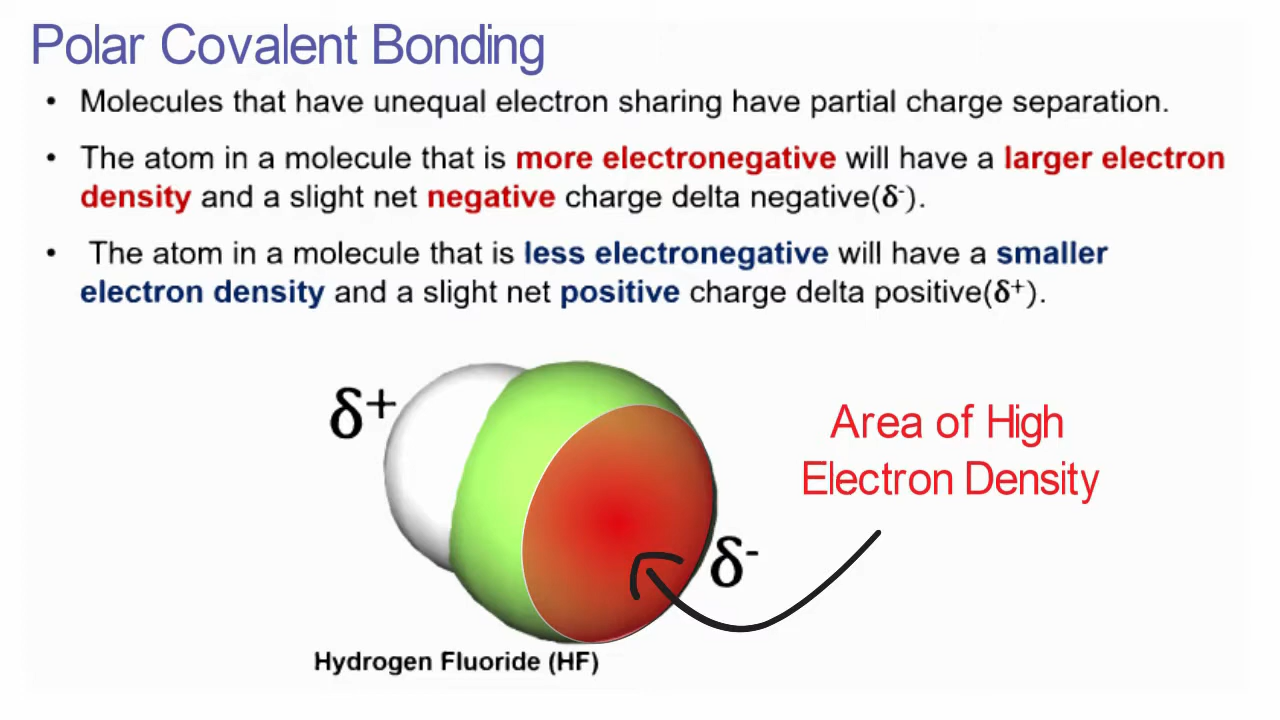 Polar Covalent Bonding
• Molecules that have unequal electron sharing have partial charge separation.
• The atom in a molecule that is more electronegative will have a larger electron
density and a slight net negative charge delta negative(δ-).
• The atom in a molecule that is less electronegative will have a smaller
electron density and a slight net positive charge delta positive(δ+).
δ+
Area of High
Electron Density
δ-
Hydrogen Fluoride (HF)